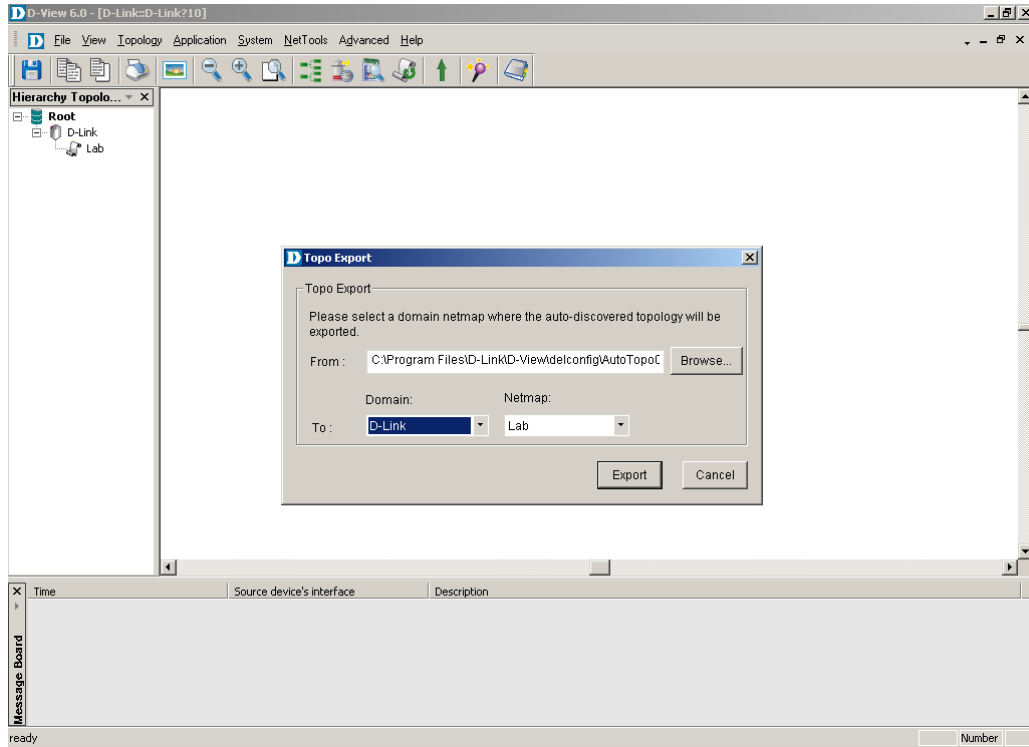 D-View 6.0 - [D-Link::D-Link?10]
File View Topology Application System NetTools Advanced Help
Hierarchy Topolo...
Root
D-Link
Lab
Topo Export
Topo Export
Please select a domain netmap where the auto-discovered topology will be
exported.
From : C:\Program Files\D-Link\D-View\delconfig\AutoTopoD Browse...
Domain: Netmap:
To : D-Link Lab
Export Cancel
Time Source device's interface Description
Message Board
ready Number